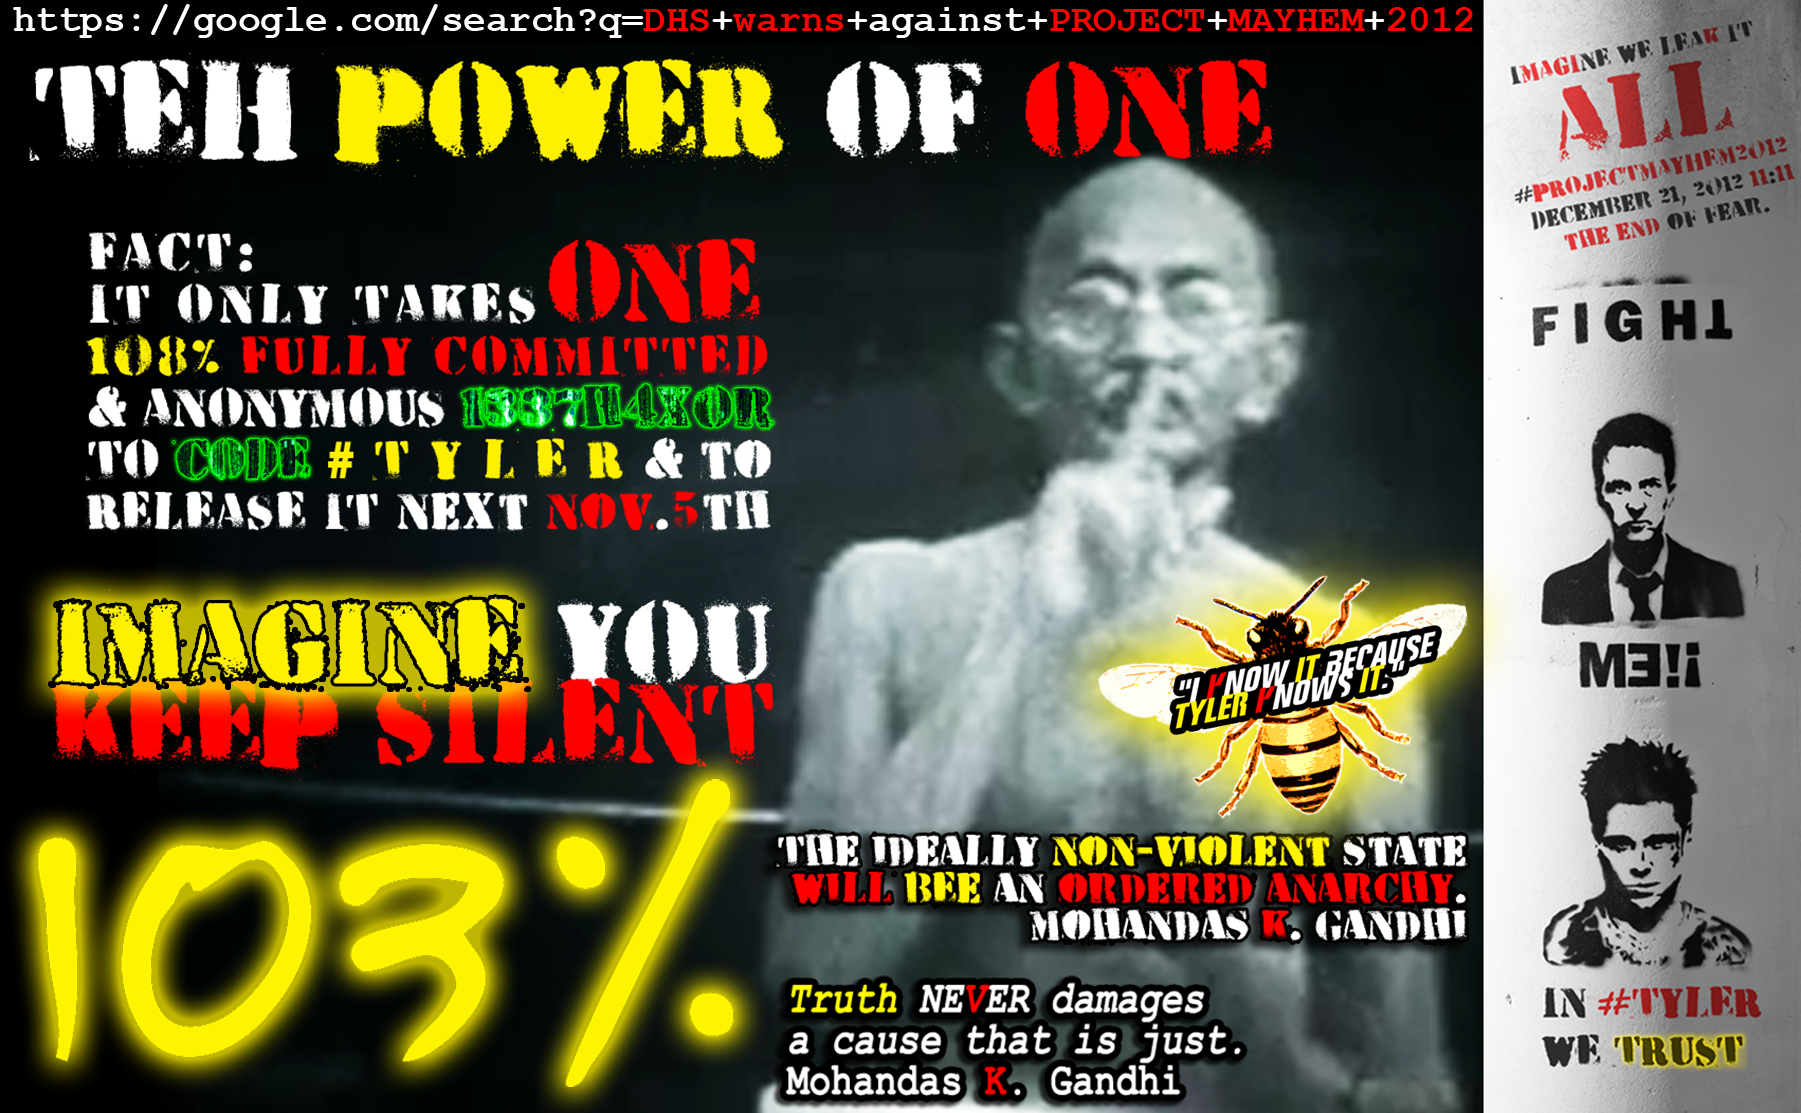 https://google.com/search?q=DHS+warns+against+PROJECT+MAYHEM+2012
TEH POWER OF ONE
FACT:
IT ONLY TAKES ONE
108% FULLY COMMITTED
& ANONYMOUS 1337H4X0R
TO CODE #TYLER & TO
RELEASE IT NEXT NOV.5TH
IMAGINE YOU
KEEP SILENT
103%
"I KNOW IT BECAUSE
TYLER KNOWS IT."
THE IDEALLY NON-VIOLENT STATE
WILL BEE AN ORDERED ANARCHY.
MOHANDAS K. GANDHI
Truth NEVER damages
a cause that is just.
Mohandas K. Gandhi
IMAGINE WE LEAK IT
ALL
#PROJECTMAYHEM2012
DECEMBER 21, 2012 11:11
THE END OF FEAR.
FIGHT
ME!¡
IN #TYLER
WE TRUST